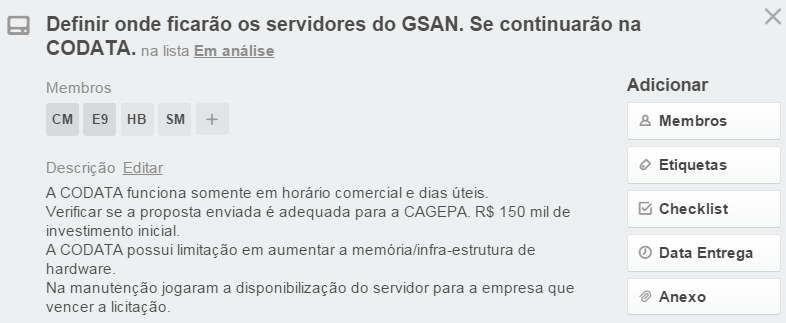 Definir onde ficarão os servidores do GSAN. Se continuarão na
CODATA. na lista Em análise
Membros
CM E9 HB SM +
Descrição Editar
A CODATA funciona somente em horário comercial e dias úteis.
Verificar se a proposta enviada é adequada para a CAGEPA. R$ 150 mil de
investimento inicial.
A CODATA possui limitação em aumentar a memória/infra-estrutura de
hardware.
Na manutenção jogaram a disponibilização do servidor para a empresa que
vencer a licitação.
Adicionar
Membros
Etiquetas
Checklist
Data Entrega
Anexo